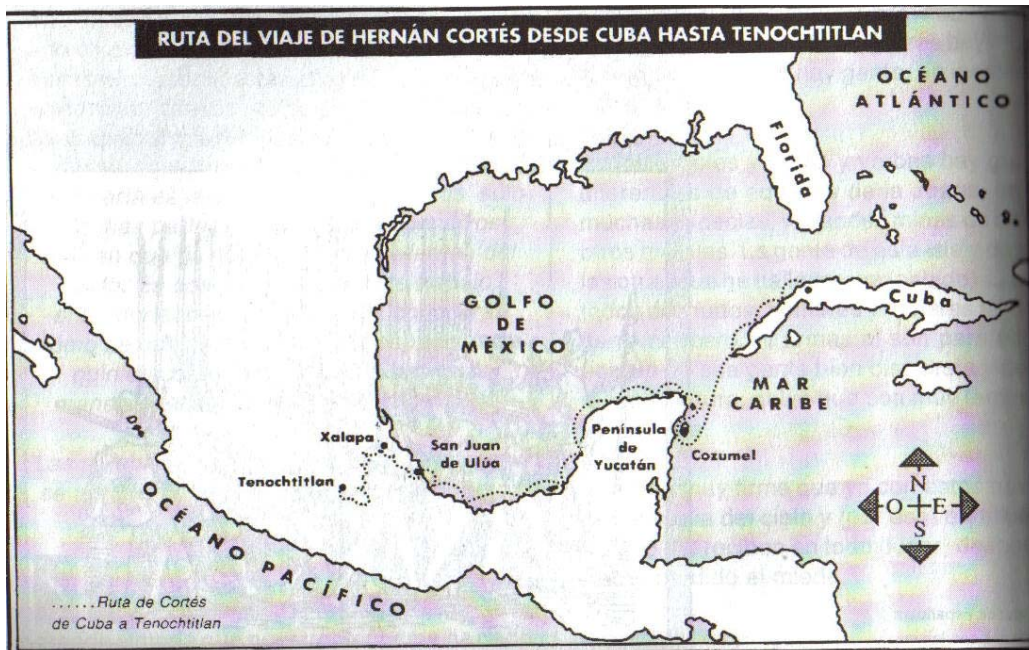 RUTA DEL VIAJE DE HERNÁN CORTÉS DESDE CUBA HASTA TENOCHTITLAN
OCÉANO
ATLÁNTICO
Florida
GOLFO
DE
MÉXICO
Cuba
MAR
CARIBE
Xalapa
San Juan
de Ulúa
Península
de
Yucatán
Cozumel
Tenochtitlan
N
O E
S
OCÉANO PACÍFICO
......Ruta de Cortés
de Cuba a Tenochtitlan